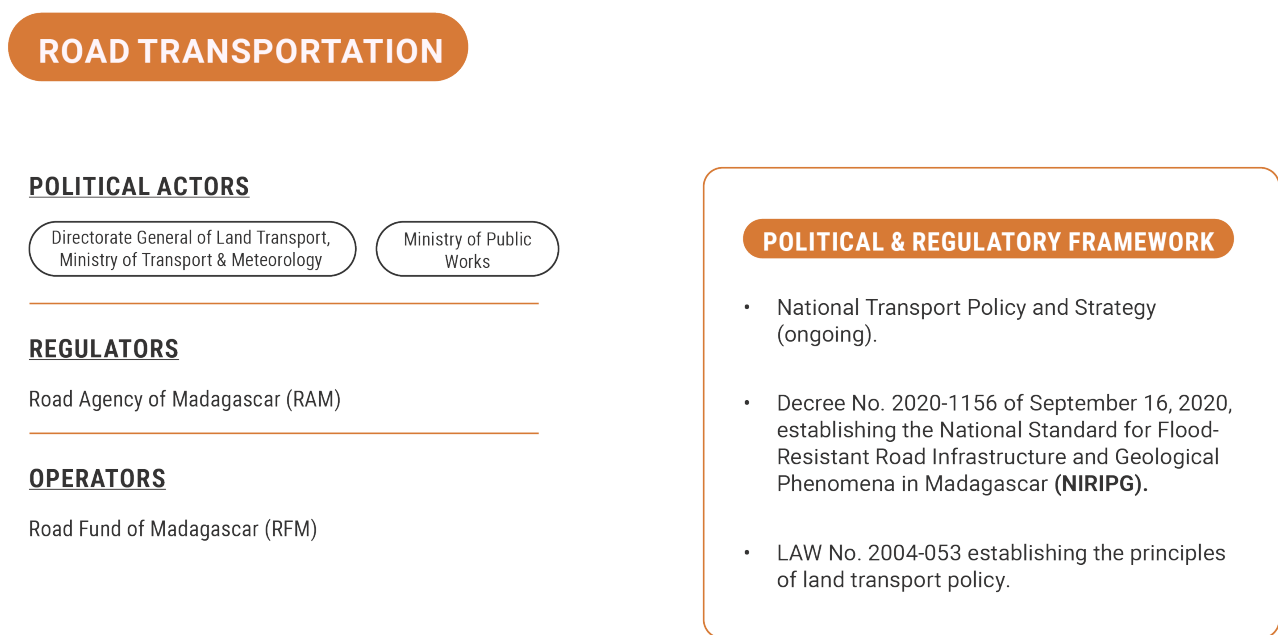 ROAD TRANSPORTATION
POLITICAL ACTORS
Directorate General of Land Transport,
Ministry of Transport & Meteorology
Ministry of Public
Works
REGULATORS
Road Agency of Madagascar (RAM)
OPERATORS
Road Fund of Madagascar (RFM)
POLITICAL & REGULATORY FRAMEWORK
• National Transport Policy and Strategy
(ongoing).
• Decree No. 2020-1156 of September 16, 2020,
establishing the National Standard for Flood-
Resistant Road Infrastructure and Geological
Phenomena in Madagascar (NIRIPG).
• LAW No. 2004-053 establishing the principles
of land transport policy.